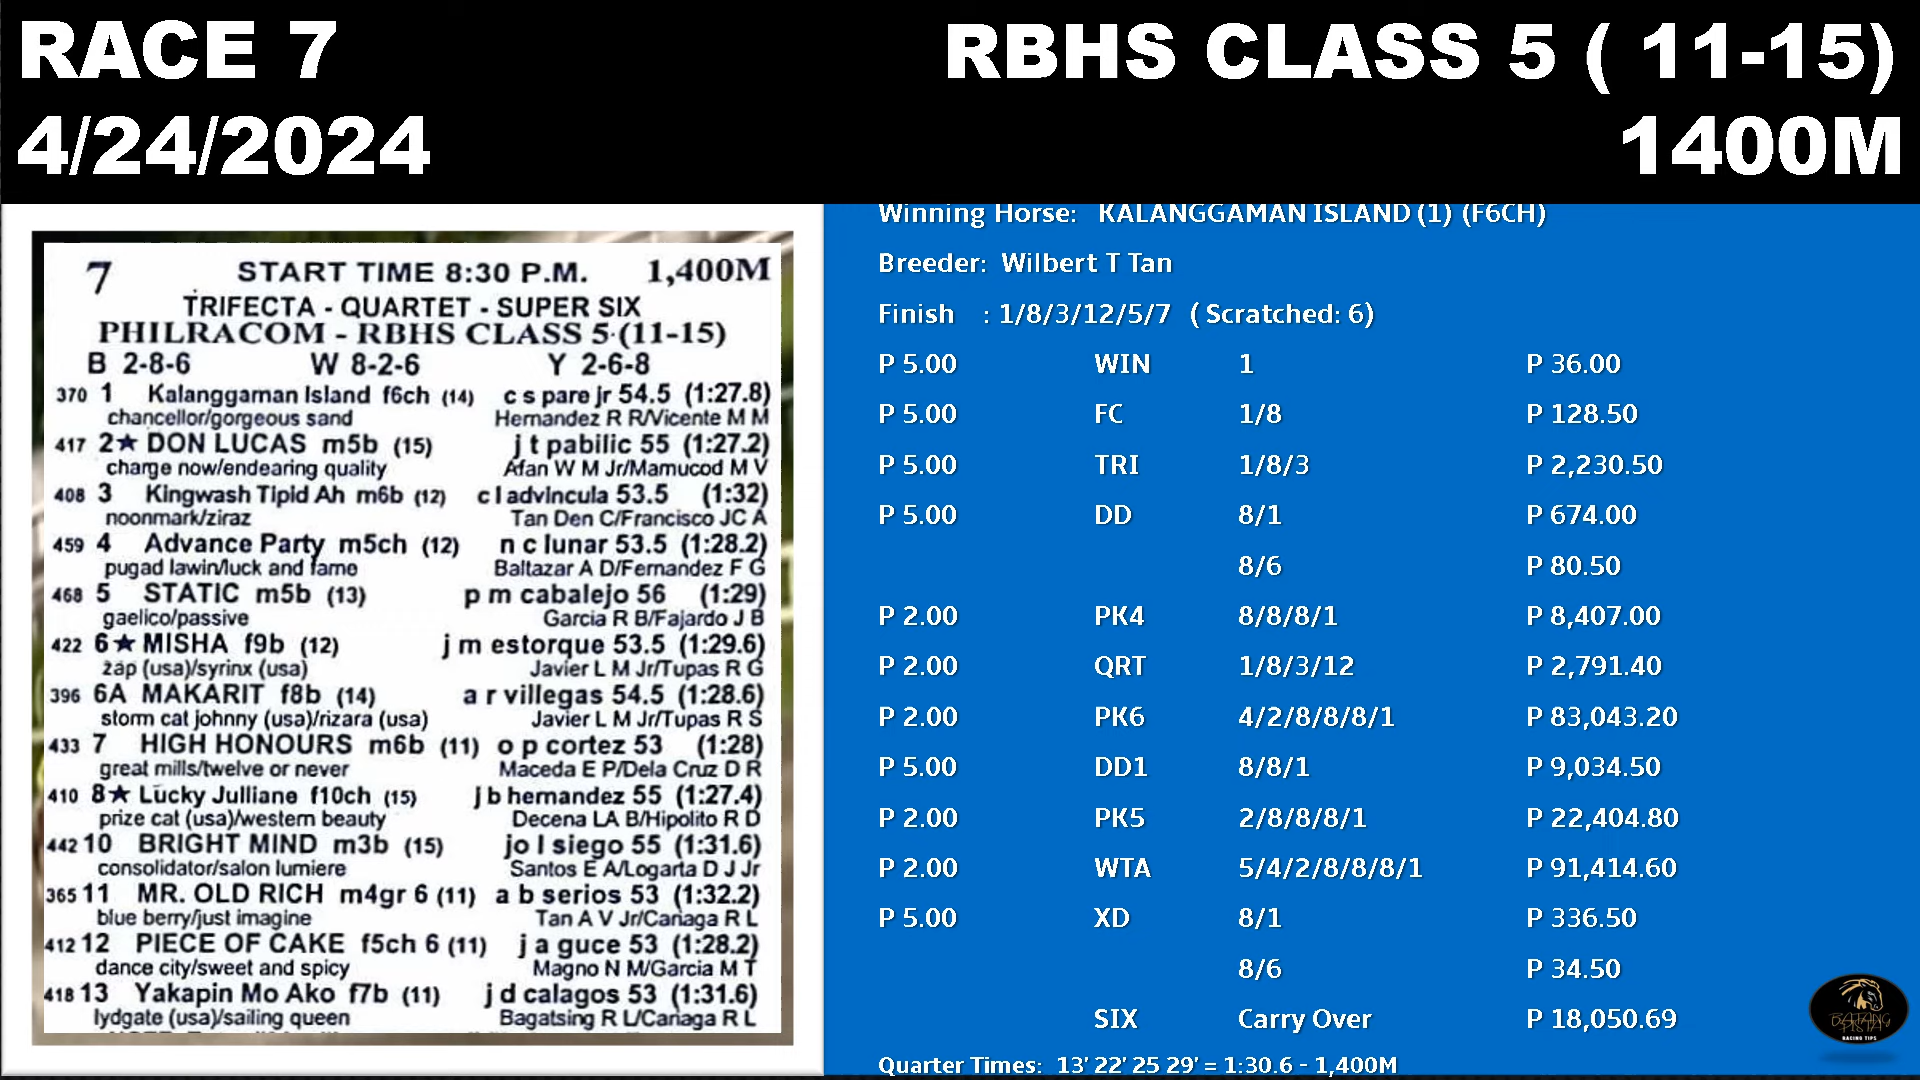 RACE 7
4/24/2024
RBHS CLASS 5 ( 11-15)
1400M
7 START TIME 8:30 P.M. 1,400M
TRIFECTA - QUARTET - SUPER SIX
PHILRACOM - RBHS CLASS 5 (11-15)
B 2-8-6 W 8-2-6 Y 2-6-8
370 1 Kalanggaman Island f6ch (14) c s pare jr 54.5 (1:27.8)
chancellor/gorgeous sand Hernandez R R/Vicente M M
417 2★ DON LUCAS m5b (15) j t pabilic 55 (1:27.2)
charge now/endearing quality Afan W M Jr/Mamucod M V
408 3 Kingwash Tipid Ah m6b (12) c l advincula 53.5 (1:32)
noonmark/ziraz Tan Den C/Francisco JC A
459 4 Advance Party m5ch (12) n c lunar 53.5 (1:28.2)
pugad lawin/luck and fame Baltazar A D/Fernandez F G
468 5 STATIC m5b (13) p m cabalejo 56 (1:29)
gaelico/passive Garcia R B/Fajardo J B
422 6★ MISHA f9b (12) j m estorque 53.5 (1:29.6)
zap (usa)/syrinx (usa) Javier L M Jr/Tupas R G
396 6A MAKARIT f8b (14) a r villegas 54.5 (1:28.6)
storm cat johnny (usa)/rizara (usa) Javier L M Jr/Tupas R S
433 7 HIGH HONOURS m6b (11) o p cortez 53 (1:28)
great mills/twelve or never Maceda E P/Dela Cruz D R
410 8★ Lucky Julliane f10ch (15) j b hernandez 55 (1:27.4)
prize cat (usa)/western beauty Decena LA B/Hipolito R D
442 10 BRIGHT MIND m3b (15) jo l siego 55 (1:31.6)
consolidator/salon lumiere Santos E A/Logarta D J Jr
365 11 MR. OLD RICH m4gr 6 (11) a b serios 53 (1:32.2)
blue berry/just imagine Tan A V Jr/Cañaga R L
412 12 PIECE OF CAKE f5ch 6 (11) j a guce 53 (1:28.2)
dance city/sweet and spicy Magno N M/Garcia M T
418 13 Yakapin Mo Ako f7b (11) j d calagos 53 (1:31.6)
lydgate (usa)/sailing queen Bagatsing R L/Cañaga R L
Winning Horse: KALANGGAMAN ISLAND (1) (F6CH)
Breeder: Wilbert T Tan
Finish : 1/8/3/12/5/7 ( Scratched: 6)
P 5.00 WIN 1 P 36.00
P 5.00 FC 1/8 P 128.50
P 5.00 TRI 1/8/3 P 2,230.50
P 5.00 DD 8/1 P 674.00
8/6 P 80.50
P 2.00 PK4 8/8/8/1 P 8,407.00
P 2.00 QRT 1/8/3/12 P 2,791.40
P 2.00 PK6 4/2/8/8/8/1 P 83,043.20
P 5.00 DD1 8/8/1 P 9,034.50
P 2.00 PK5 2/8/8/8/1 P 22,404.80
P 2.00 WTA 5/4/2/8/8/8/1 P 91,414.60
P 5.00 XD 8/1 P 336.50
8/6 P 34.50
SIX Carry Over P 18,050.69
Quarter Times: 13' 22' 25 29' = 1:30.6 - 1,400M
BATANG
PISTA
RACING TIPS